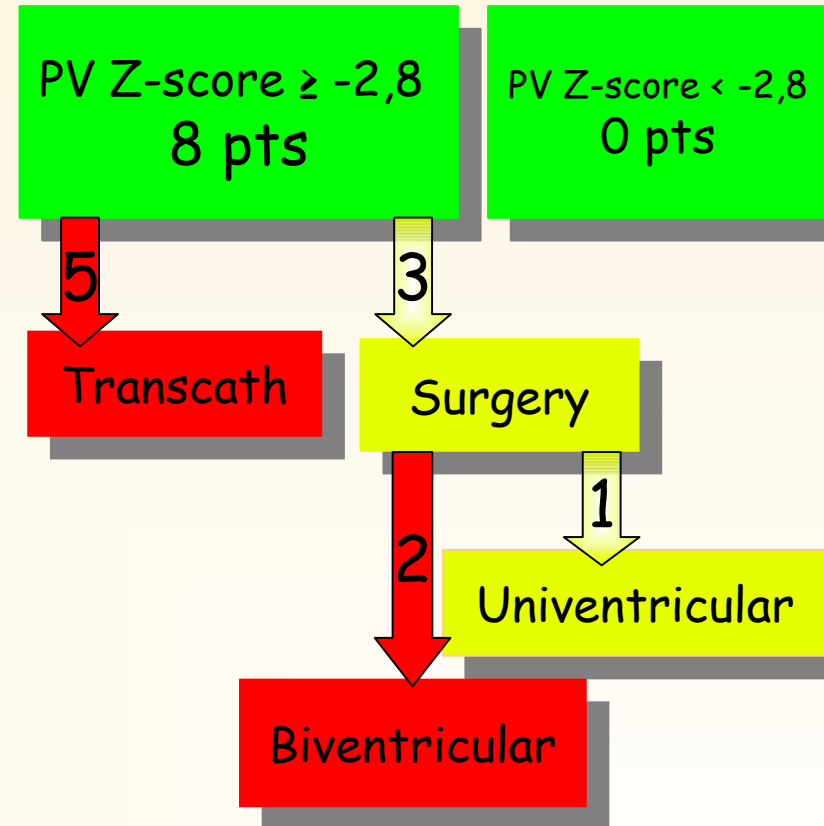 PV Z-score ≥ -2,8
8 pts
PV Z-score < -2,8
0 pts
5
3
Transcath
Surgery
2
1
Univentricular
Biventricular